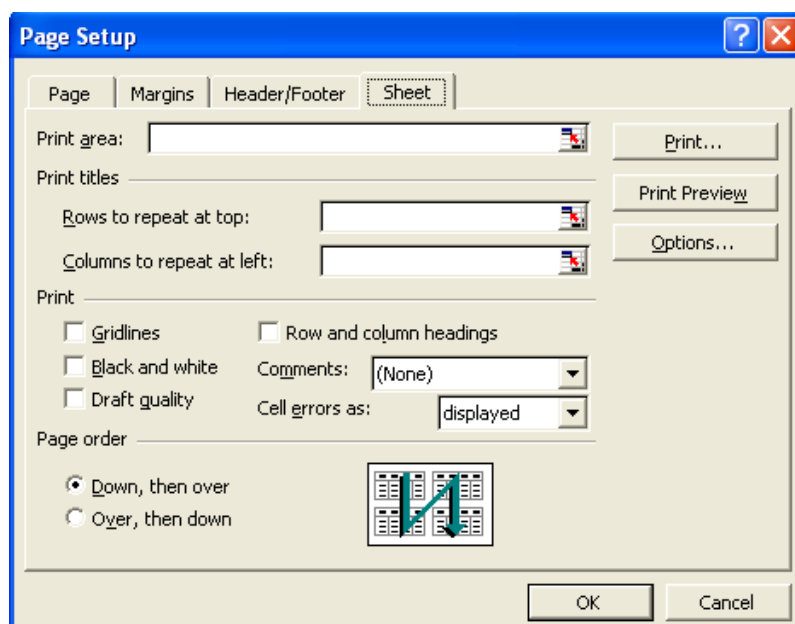 Page Setup
Page Margins Header/Footer Sheet
Print area:
Print...
Print titles
Print Preview
Rows to repeat at top:
Options...
Columns to repeat at left:
Print
Gridlines
Row and column headings
Black and white
Comments: (None)
Draft quality
Cell errors as: displayed
Page order
Down, then over
Over, then down
OK Cancel